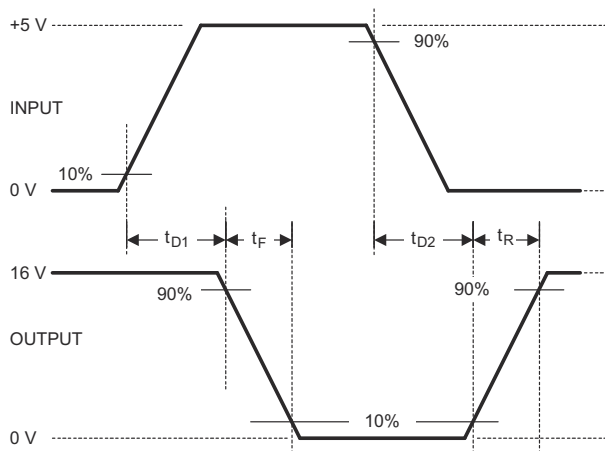 +5 V
90%
INPUT
10%
0 V
tD1 tF tD2 tR
16 V
90% 90%
OUTPUT
10%
0 V